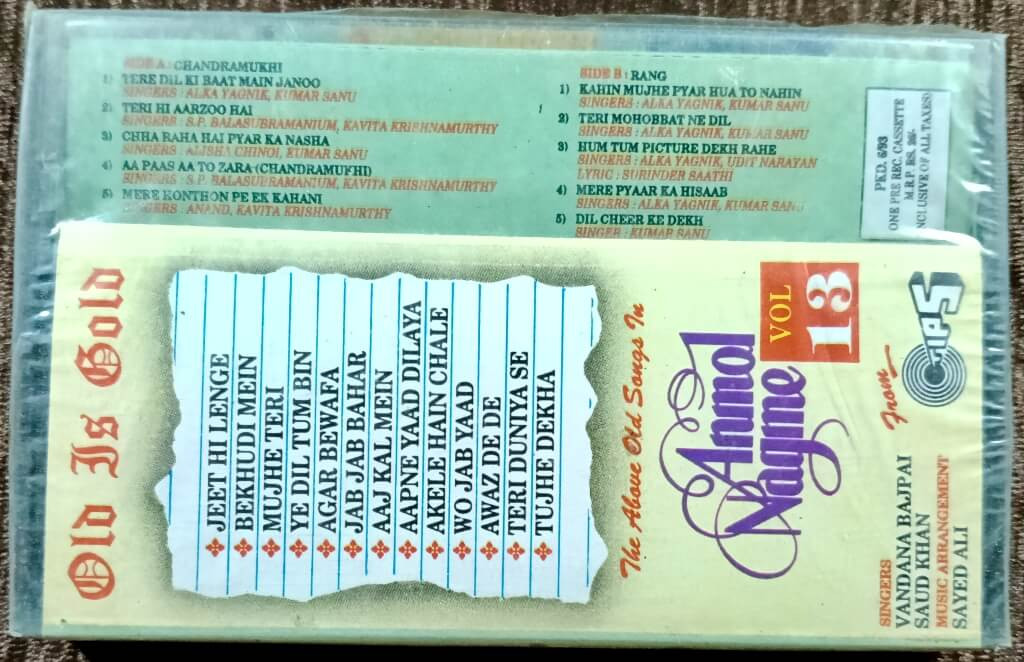 SIDE A : CHANDRAMUKHI
1) TERE DIL KI BAAT MAIN JANOO
SINGERS : ALKA YAGNIK, KUMAR SANU
2) TERI HI AARZOO HAI
SINGERS : S.P. BALASUBRAMANIUM, KAVITA KRISHNAMURTHY
3) CHHA RAHA HAI PYAR KA NASHA
SINGERS : ALISHA CHINOI, KUMAR SANU
4) AA PAAS AA TO ZARA (CHANDRAMUKHI)
SINGERS : S.P. BALASUBRAMANIUM, KAVITA KRISHNAMURTHY
5) MERE HONTHON PE EK KAHANI
SINGERS : ANAND, KAVITA KRISHNAMURTHY
SIDE B : RANG
1) KAHIN MUJHE PYAR HUA TO NAHIN
SINGERS : ALKA YAGNIK, KUMAR SANU
2) TERI MOHOBBAT NE DIL
SINGERS : ALKA YAGNIK, KUMAR SANU
3) HUM TUM PICTURE DEKH RAHE
SINGERS : ALKA YAGNIK, UDIT NARAYAN
LYRIC : SURINDER SAATHI
4) MERE PYAAR KA HISAAB
SINGERS : ALKA YAGNIK, KUMAR SANU
5) DIL CHEER KE DEKH
SINGER : KUMAR SANU
PKD. 6/93
ONE PRE REC. CASSETTE
M.R.P. RS.
INCLUSIVE OF ALL TAXES)
Old Is Gold
JEET HI LENGE
BEKHUDI MEIN
MUJHE TERI
YE DIL TUM BIN
AGAR BEWAFA
JAB JAB BAHAR
AAJ KAL MEIN
AAPNE YAAD DILAYA
AKELE HAIN CHALE
WO JAB YAAD
AWAZ DE DE
TERI DUNIYA SE
TUJHE DEKHA
The Above Old Songs In
Anmol
Nagme
VOL
13
From
TIPS
SINGERS
VANDANA BAJPAI
SAUD KHAN
MUSIC ARRANGEMENT
SAYED ALI